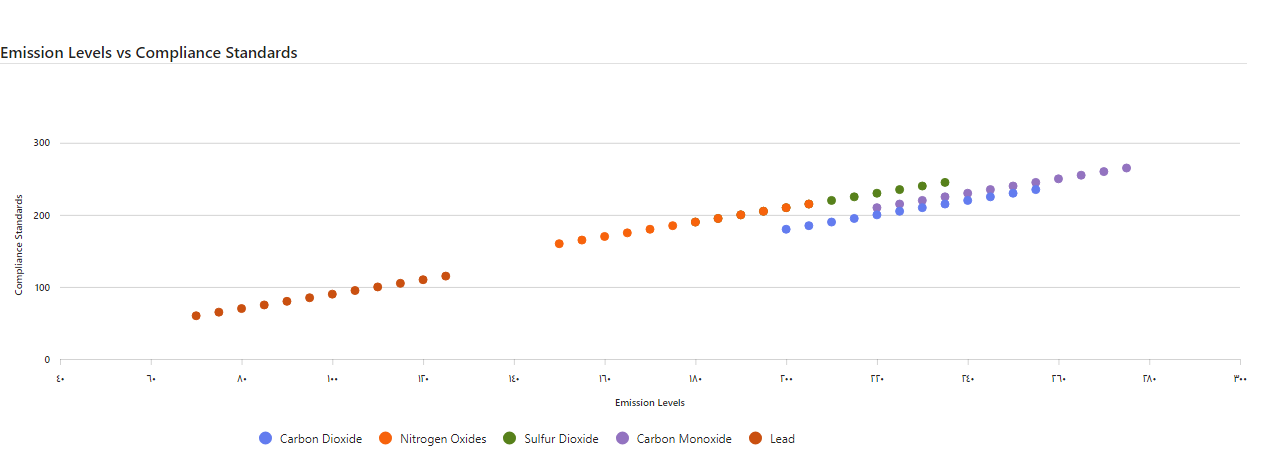 Emission Levels vs Compliance Standards
300
200
100
0
Compliance Standards
٤٠ ٦٠ ٨٠ ١٠٠ ١٢٠ ١٤٠ ١٦٠ ١٨٠ ٢٠٠ ٢٢٠ ٢٤٠ ٢٦٠ ٢٨٠ ٣٠٠
Emission Levels
Carbon Dioxide Nitrogen Oxides Sulfur Dioxide Carbon Monoxide Lead